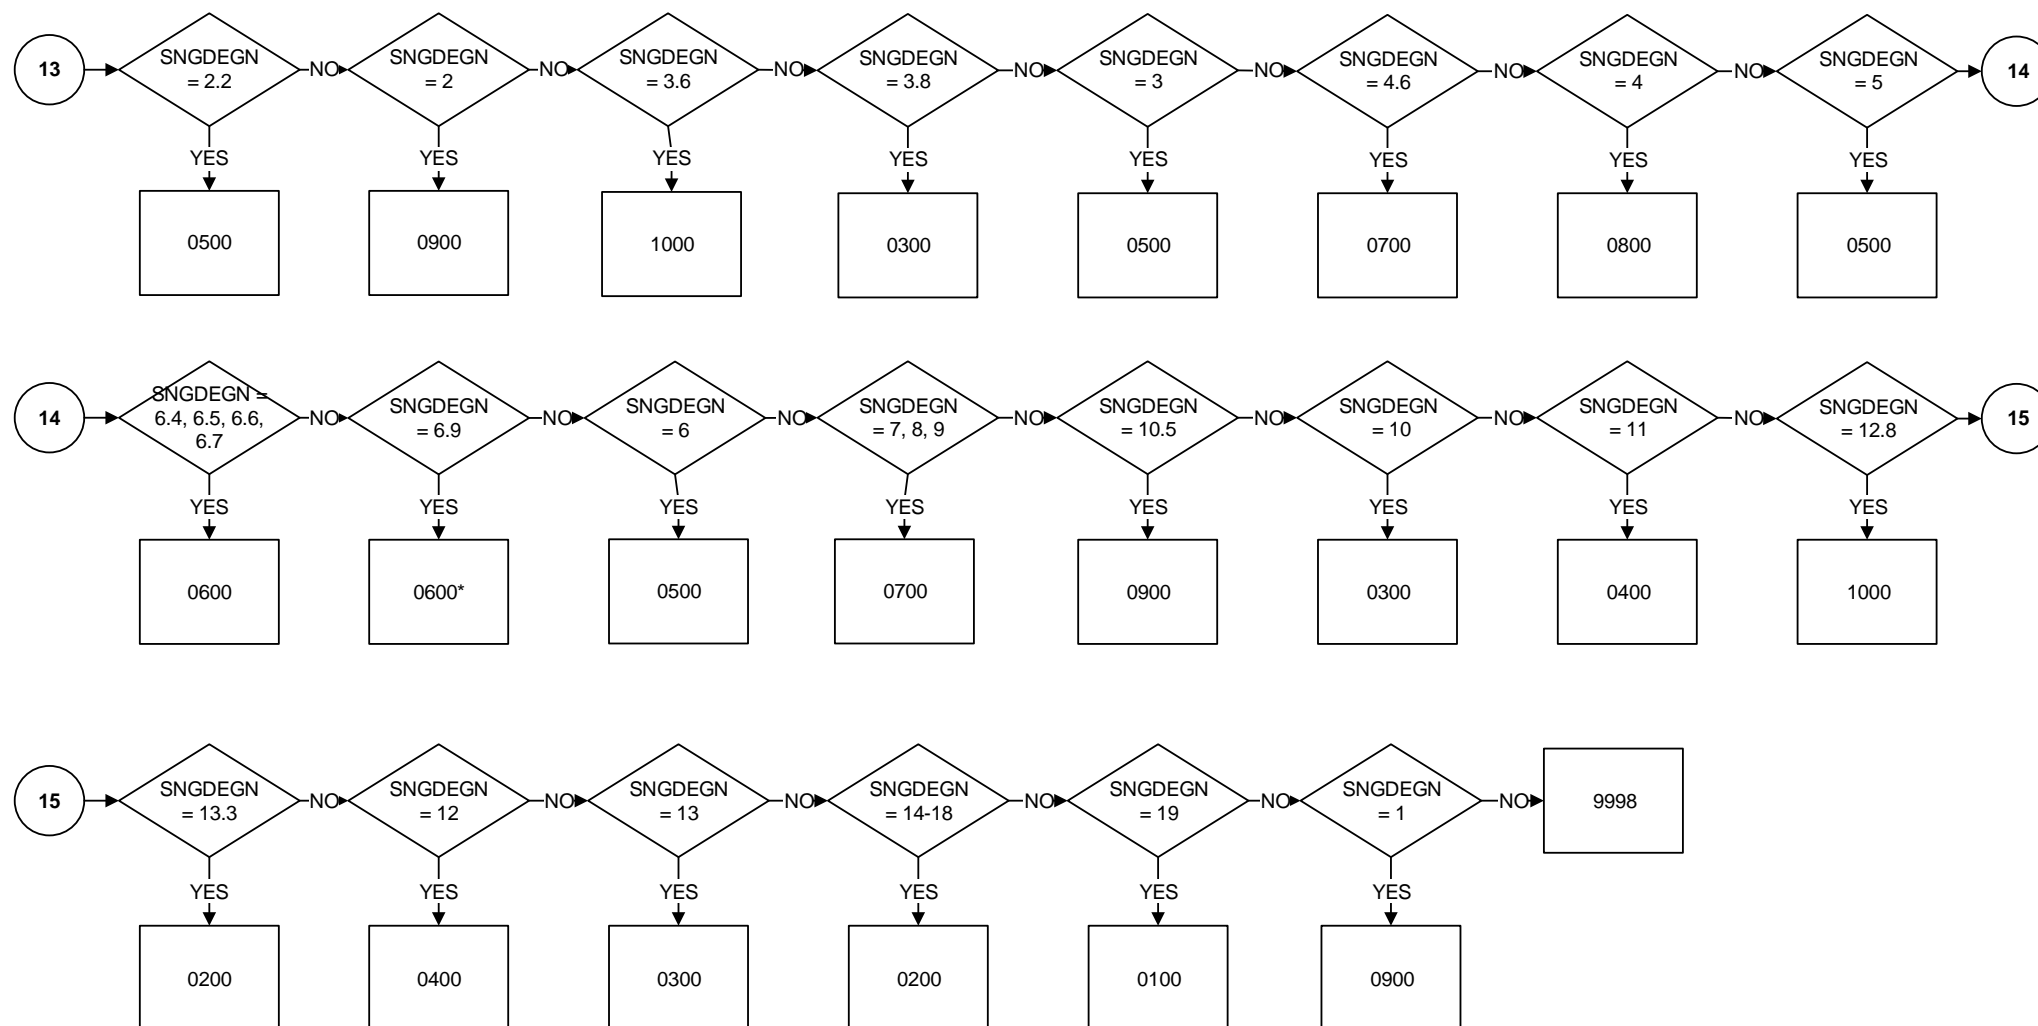 13
SNGDEGN
= 2.2
NO
SNGDEGN
= 2
NO
SNGDEGN
= 3.6
NO
SNGDEGN
= 3.8
NO
SNGDEGN
= 3
NO
SNGDEGN
= 4.6
NO
SNGDEGN
= 4
NO
SNGDEGN
= 5
14
YES
YES
YES
YES
YES
YES
YES
YES
0500
0900
1000
0300
0500
0700
0800
0500
14
SNGDEGN =
6.4, 6.5, 6.6,
6.7
NO
SNGDEGN
= 6.9
NO
SNGDEGN
= 6
NO
SNGDEGN
= 7, 8, 9
NO
SNGDEGN
= 10.5
NO
SNGDEGN
= 10
NO
SNGDEGN
= 11
NO
SNGDEGN
= 12.8
15
YES
YES
YES
YES
YES
YES
YES
YES
0600
0600*
0500
0700
0900
0300
0400
1000
15
SNGDEGN
= 13.3
NO
SNGDEGN
= 12
NO
SNGDEGN
= 13
NO
SNGDEGN
= 14-18
NO
SNGDEGN
= 19
NO
SNGDEGN
= 1
NO
9998
YES
YES
YES
YES
YES
YES
0200
0400
0300
0200
0100
0900